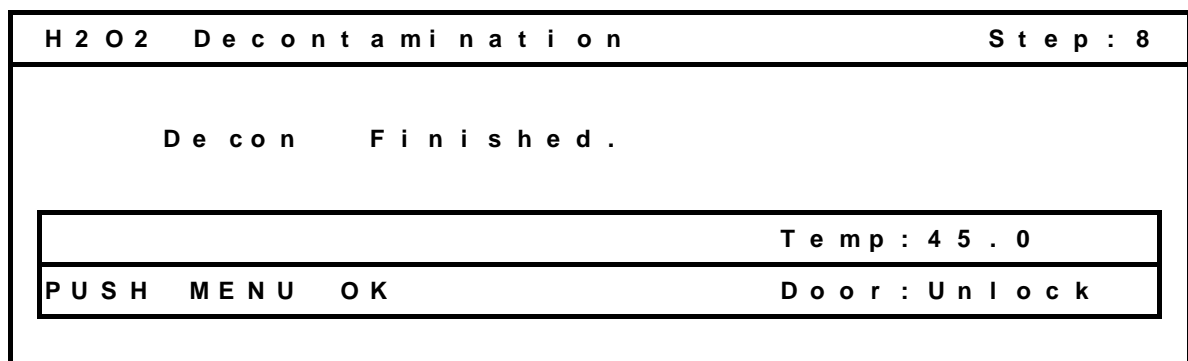 H2O2 Decontamination Step:8
Decon Finished.
Temp:45.0
PUSH MENU OK Door:Unlock